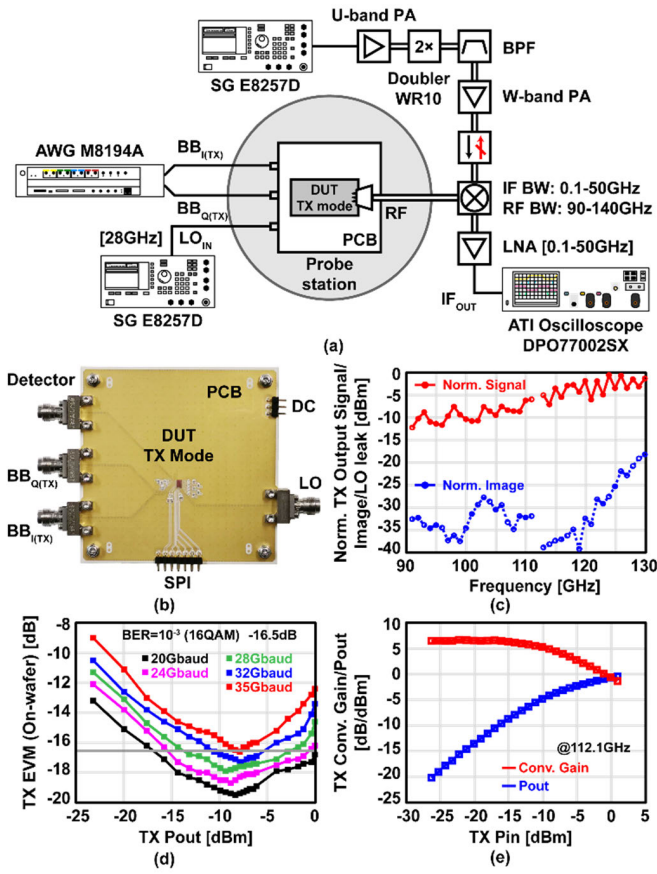 U-band PA
2×
BPF
SG E8257D
Doubler
WR10
W-band PA
AWG M8194A
BB_I(TX)
BB_Q(TX)
DUT
TX mode
RF
PCB
IF BW: 0.1-50GHz
RF BW: 90-140GHz
[28GHz]
LO_IN
Probe
station
LNA [0.1-50GHz]
SG E8257D
IF_OUT
ATI Oscilloscope
DPO77002SX
(a)
Detector
PCB
DC
DUT
TX Mode
BB_Q(TX)
LO
BB_I(TX)
SPI
(b)
Norm. TX Output Signal/
Image/LO leak [dBm]
0
-5
-10
-15
-20
-25
-30
-35
-40
Norm. Signal
Norm. Image
90
100
110
120
130
Frequency [GHz]
(c)
TX EVM (On-wafer) [dB]
-8
-10
-12
-14
-16
-18
-20
BER=10⁻³ (16QAM) -16.5dB
20Gbaud
28Gbaud
24Gbaud
32Gbaud
35Gbaud
-25
-20
-15
-10
-5
0
TX Pout [dBm]
(d)
TX Conv. Gain/Pout
[dB/dBm]
10
5
0
-5
-10
-15
-20
-25
@112.1GHz
Conv. Gain
Pout
-30
-25
-20
-15
-10
-5
0
5
TX Pin [dBm]
(e)